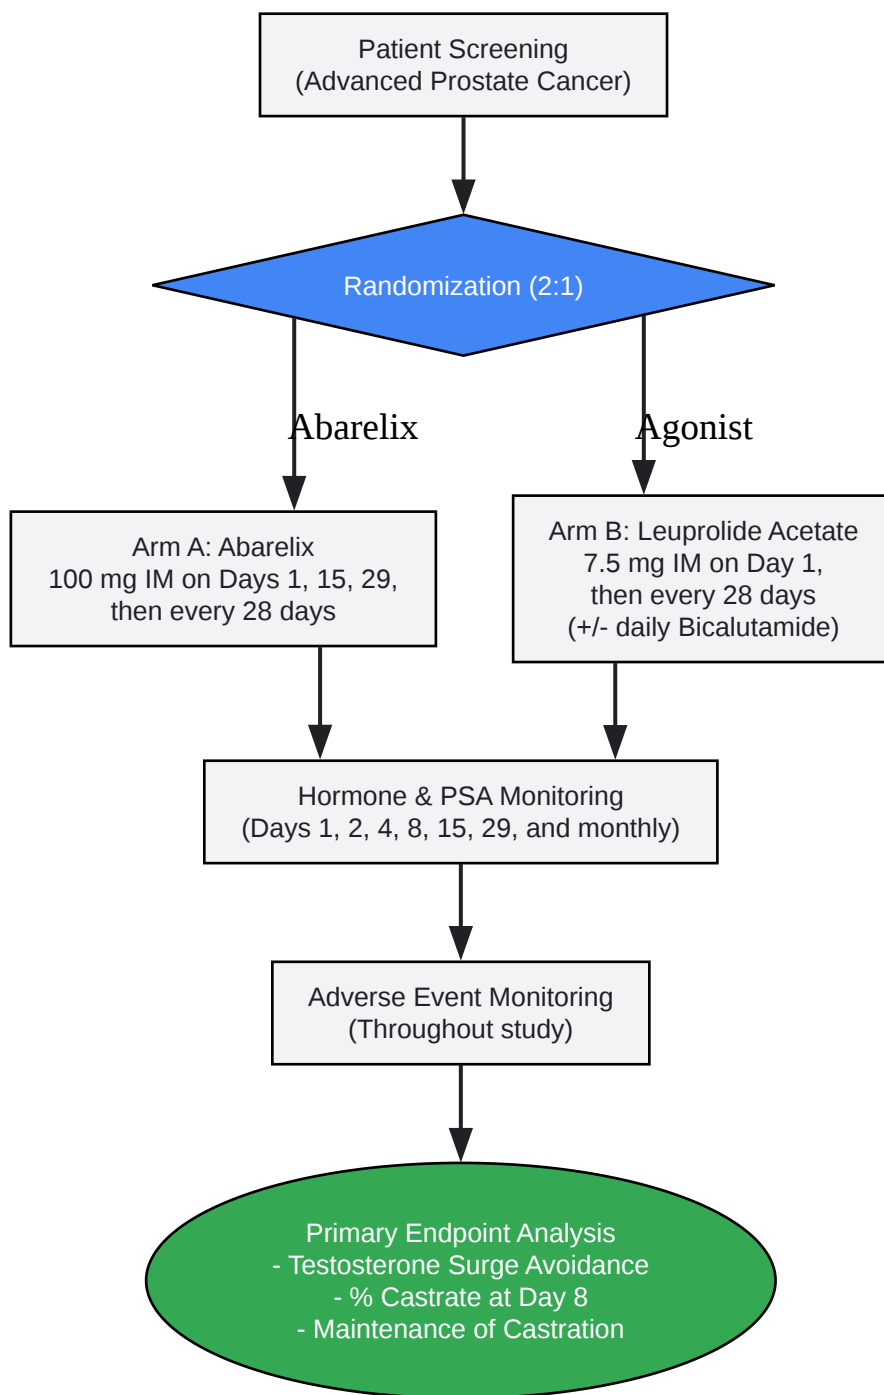 Patient Screening
(Advanced Prostate Cancer)
Randomization (2:1)
Abarelix
Agonist
Arm A: Abarelix
100 mg IM on Days 1, 15, 29,
then every 28 days
Arm B: Leuprolide Acetate
7.5 mg IM on Day 1,
then every 28 days
(+/- daily Bicalutamide)
Hormone & PSA Monitoring
(Days 1, 2, 4, 8, 15, 29, and monthly)
Adverse Event Monitoring
(Throughout study)
Primary Endpoint Analysis
- Testosterone Surge Avoidance
- % Castrate at Day 8
- Maintenance of Castration